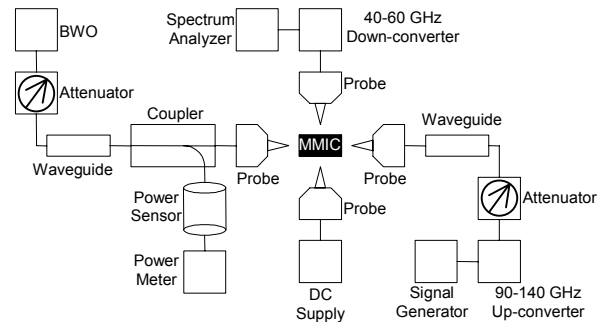 BWO
Spectrum
Analyzer
40-60 GHz
Down-converter
Attenuator
Probe
Coupler
Waveguide
Waveguide
MMIC
Probe
Probe
Power
Sensor
Probe
Attenuator
Power
Meter
DC
Supply
Signal
Generator
90-140 GHz
Up-converter